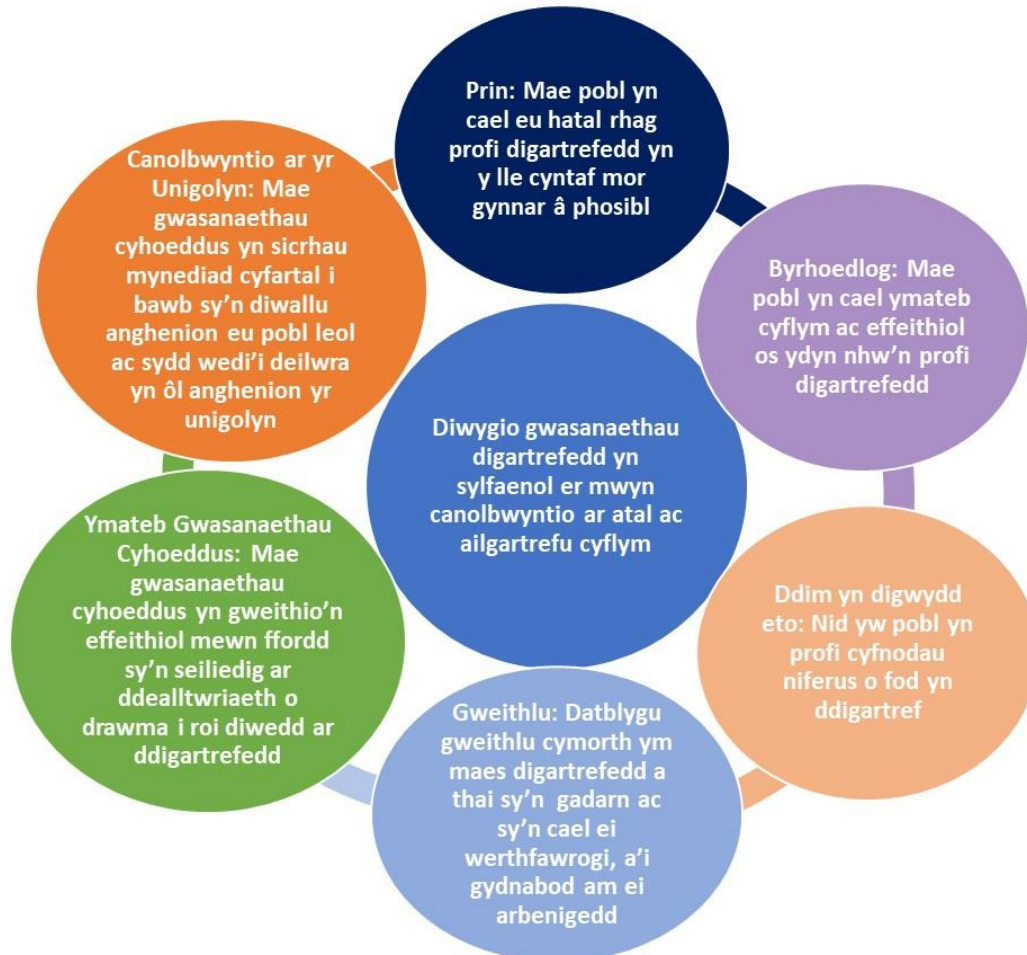 Prin: Mae pobl yn
cael eu hatal rhag
profi digartrefedd yn
y lle cyntaf mor
gynnar â phosibl
Byrhoedlog: Mae
pobl yn cael ymateb
cyflym ac effeithiol
os ydyn nhw'n profi
digartrefedd
Ddim yn digwydd
eto: Nid yw pobl yn
profi cyfnodau
niferus o fod yn
ddigartref
Gweithlu: Datblygu
gweithlu cymorth ym
maes digartrefedd a
thai sy'n gadarn ac
sy'n cael ei
werthfawrogi, a'i
gydnabod am ei
arbenigedd
Ymateb Gwasanaethau
Cyhoeddus: Mae
gwasanaethau
cyhoeddus yn gweithio'n
effeithiol mewn ffordd
sy'n seiliedig ar
ddealltwriaeth o
drawma i roi diwedd ar
ddigartrefedd
Canolbwyntio ar yr
Unigolyn: Mae
gwasanaethau
cyhoeddus yn sicrhau
mynediad cyfartal i
bawb sy'n diwallu
anghenion eu pobl leol
ac sydd wedi'i deilwra
yn ôl anghenion yr
unigolyn
Diwygio gwasanaethau
digartrefedd yn
sylfaenol er mwyn
canolbwyntio ar atal ac
ailgartrefu cyflym